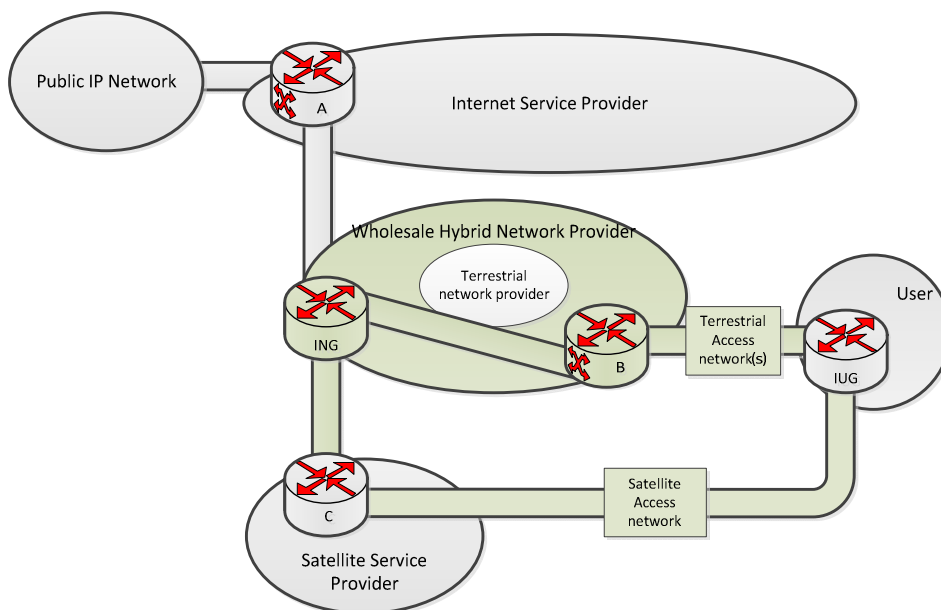 Public IP Network
A
Internet Service Provider
Wholesale Hybrid Network Provider
Terrestrial
network provider
ING
B
Terrestrial
Access
network(s)
User
IUG
C
Satellite
Access
network
Satellite Service
Provider